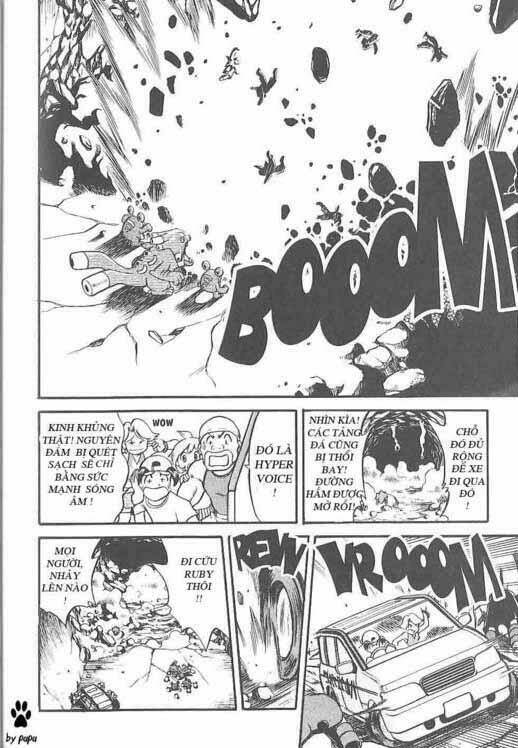 BOOOM
KINH KHỦNG
THẬT! NGUYÊN
ĐÁM BỊ QUÉT
SẠCH SẼ CHỈ
BẰNG SỨC
MẠNH SÓNG
ÂM !
WOW
ĐÓ LÀ
HYPER
VOICE !
NHÌN KÌA!
CÁC TẢNG
ĐÁ CŨNG
BỊ THỔI
BAY!
ĐƯỜNG
HẦM ĐƯỢC
MỞ RỒI!
CHỖ
ĐÓ ĐỦ
RỘNG
ĐỂ XE
ĐI QUA
ĐÓ !
MỌI
NGƯỜI,
NHẢY
LÊN NÀO
!
ĐI CỨU
RUBY
THÔI
!!
VROOOM
by papu